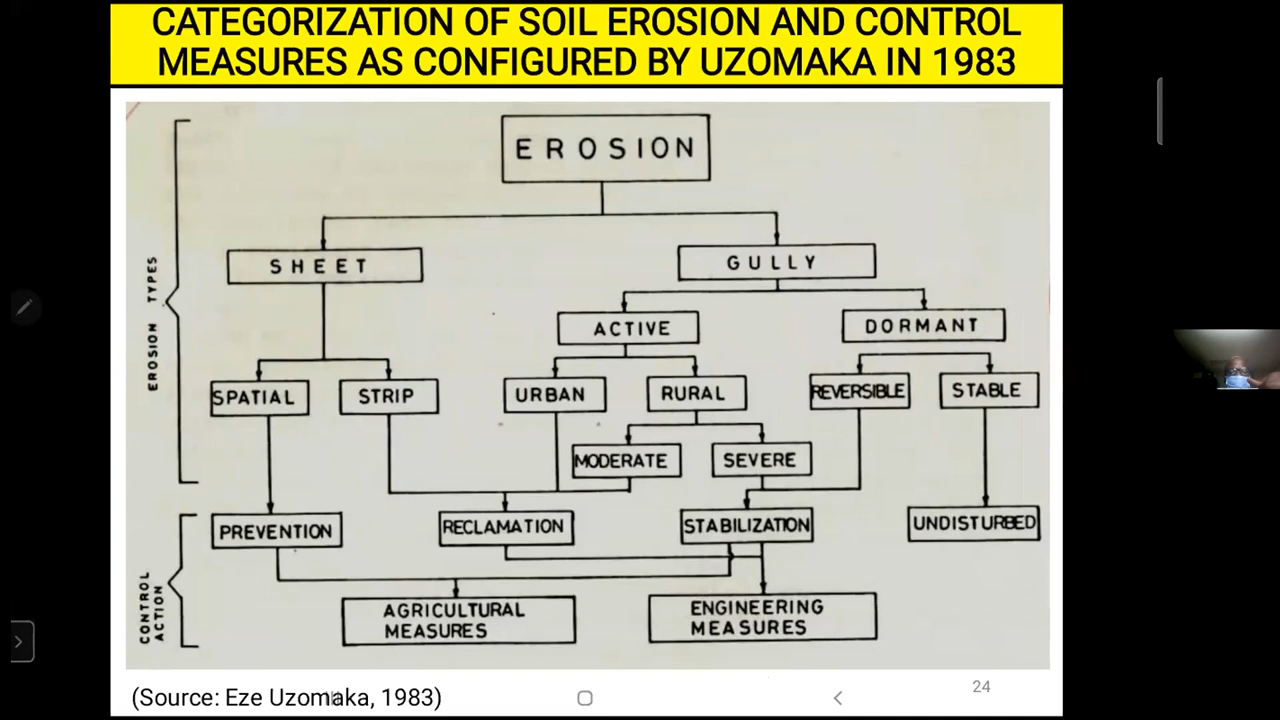 CATEGORIZATION OF SOIL EROSION AND CONTROL
MEASURES AS CONFIGURED BY UZOMAKA IN 1983
EROSION
SHEET
GULLY
ACTIVE
DORMANT
SPATIAL
STRIP
URBAN
RURAL
REVERSIBLE
STABLE
MODERATE
SEVERE
EROSION TYPES
PREVENTION
RECLAMATION
STABILIZATION
UNDISTURBED
CONTROL
ACTION
AGRICULTURAL
MEASURES
ENGINEERING
MEASURES
(Source: Eze Uzomaka, 1983)
24